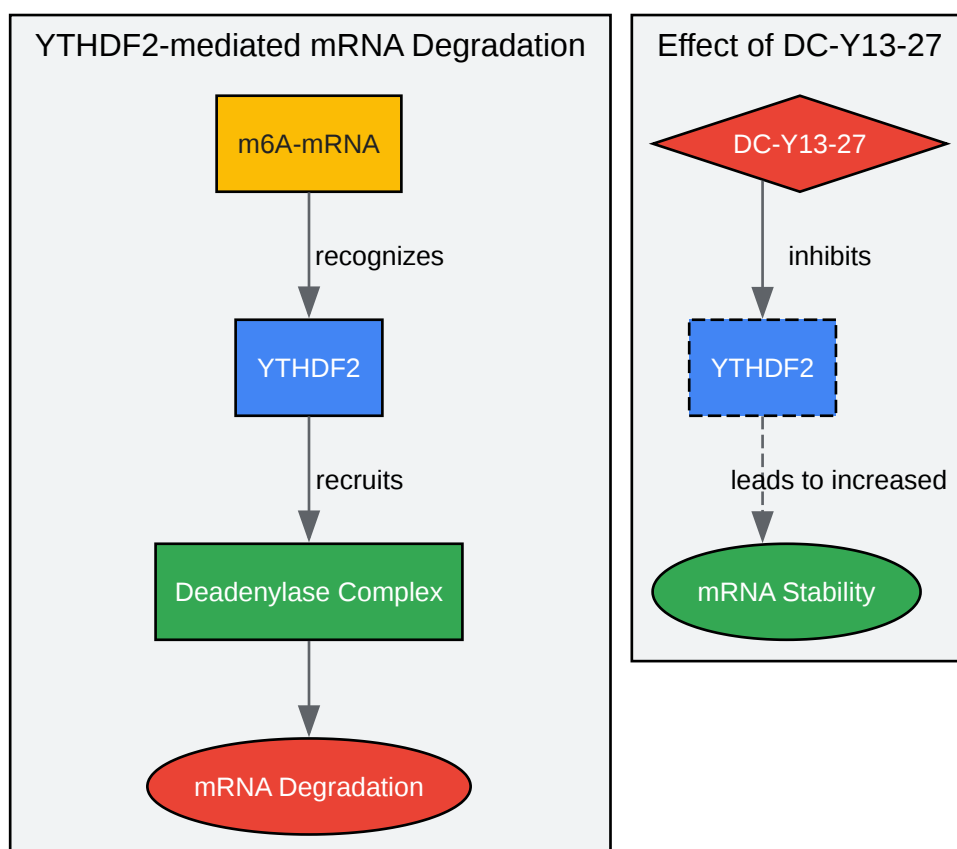 YTHDF2-mediated mRNA Degradation
m6A-mRNA
recognizes
YTHDF2
recruits
Deadenylase Complex
mRNA Degradation
Effect of DC-Y13-27
DC-Y13-27
inhibits
YTHDF2
leads to increased
mRNA Stability